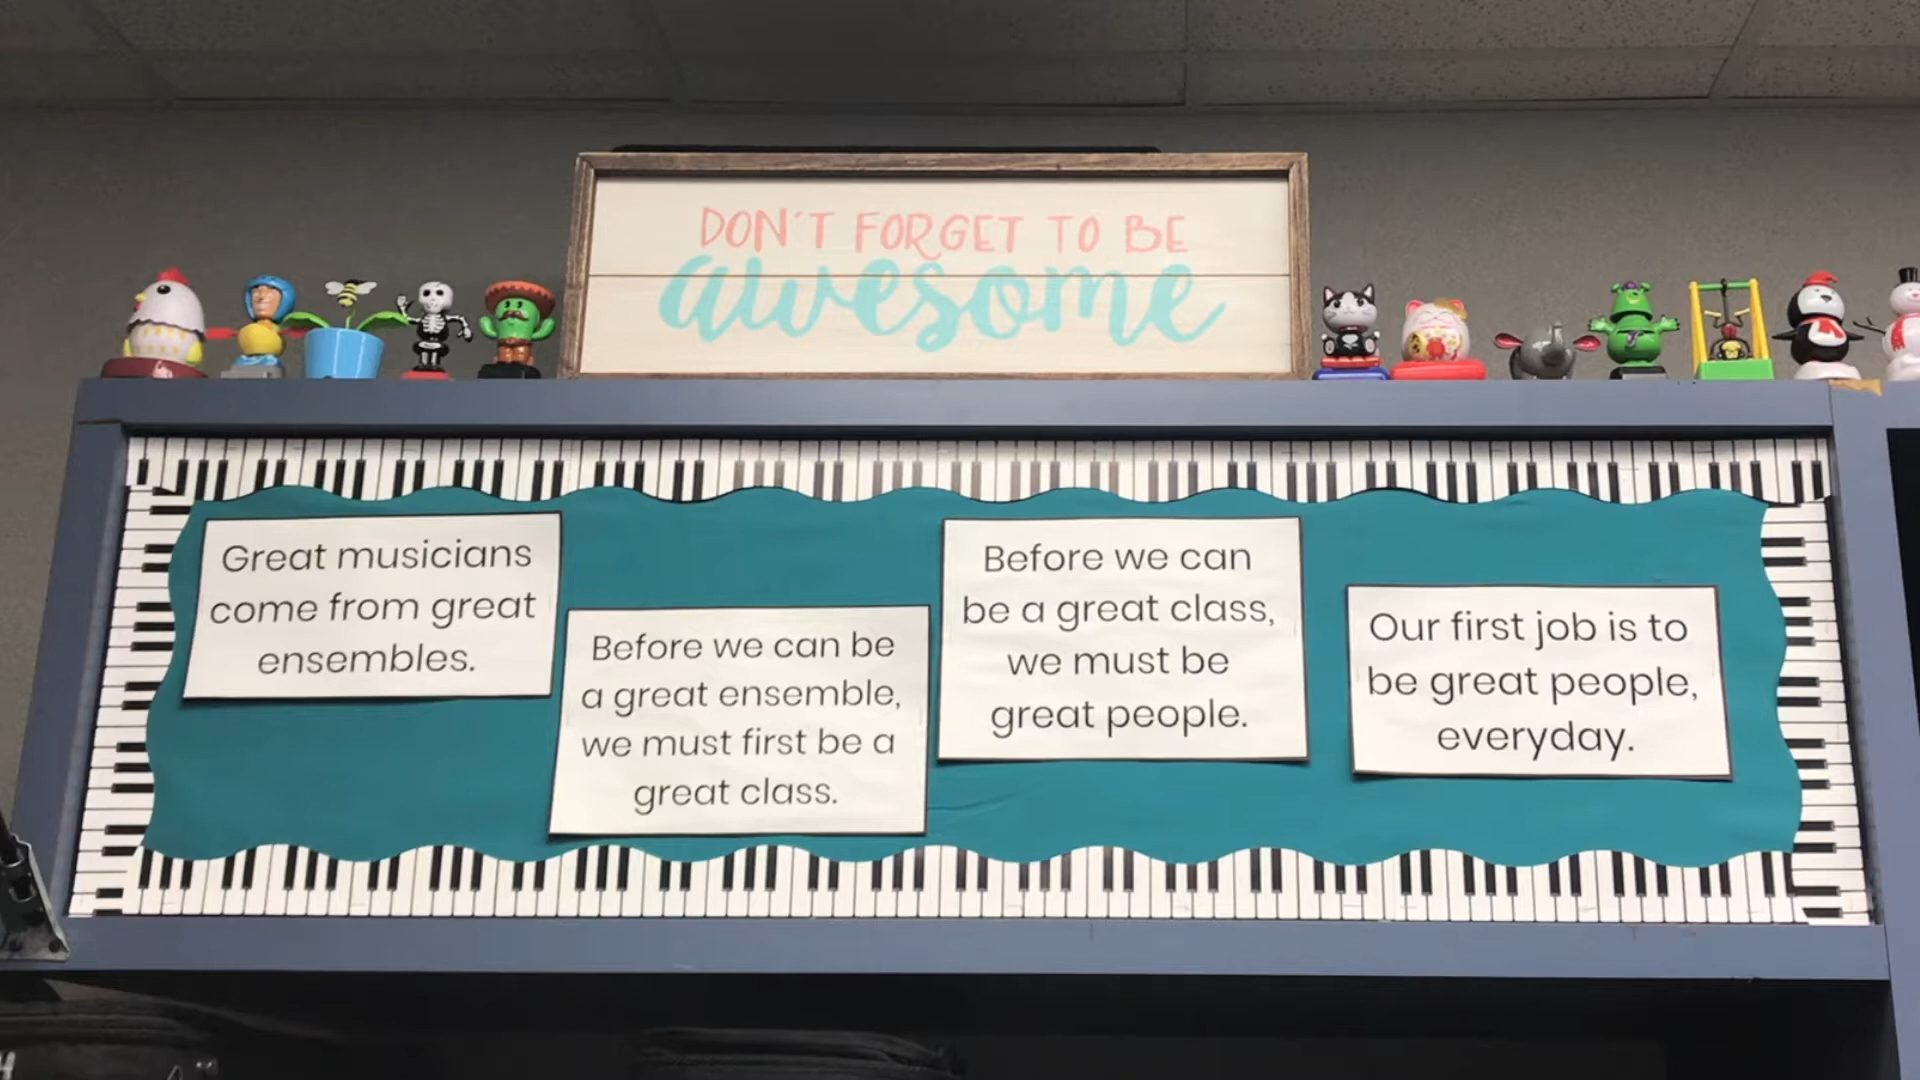 DON'T FORGET TO BE
awesome
Great musicians
come from great
ensembles.
Before we can be
a great ensemble,
we must first be a
great class.
Before we can
be a great class,
we must be
great people.
Our first job is to
be great people,
everyday.